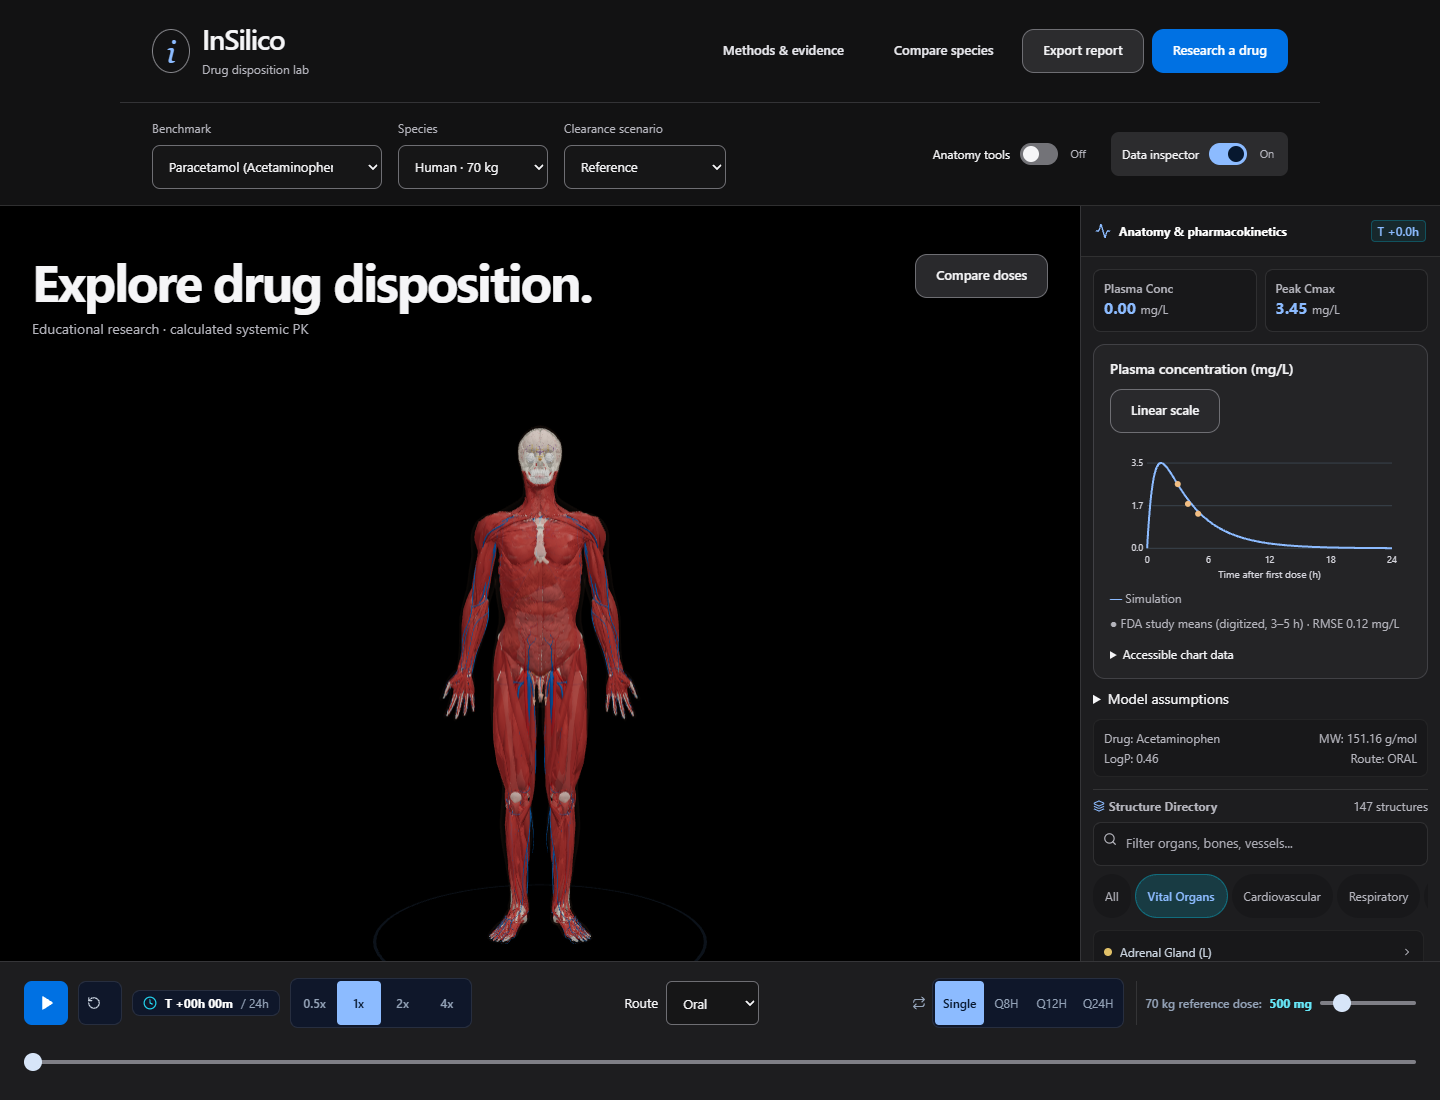 i
InSilico
Drug disposition lab
Methods & evidence
Compare species
Export report
Research a drug
Benchmark
Species
Clearance scenario
Paracetamol (Acetaminophen
Human · 70 kg
Reference
Anatomy tools
Off
Data inspector
On
Explore drug disposition.
Educational research · calculated systemic PK
Compare doses
Anatomy & pharmacokinetics
T +0.0h
Plasma Conc
0.00 mg/L
Peak Cmax
3.45 mg/L
Plasma concentration (mg/L)
Linear scale
3.5
1.7
0.0
0 6 12 18 24
Time after first dose (h)
— Simulation
● FDA study means (digitized, 3–5 h) · RMSE 0.12 mg/L
Accessible chart data
Model assumptions
Drug: Acetaminophen
MW: 151.16 g/mol
LogP: 0.46
Route: ORAL
Structure Directory
147 structures
Filter organs, bones, vessels...
All
Vital Organs
Cardiovascular
Respiratory
Adrenal Gland (L)
T +00h 00m / 24h
0.5x
1x
2x
4x
Route
Oral
Single
Q8H
Q12H
Q24H
70 kg reference dose: 500 mg